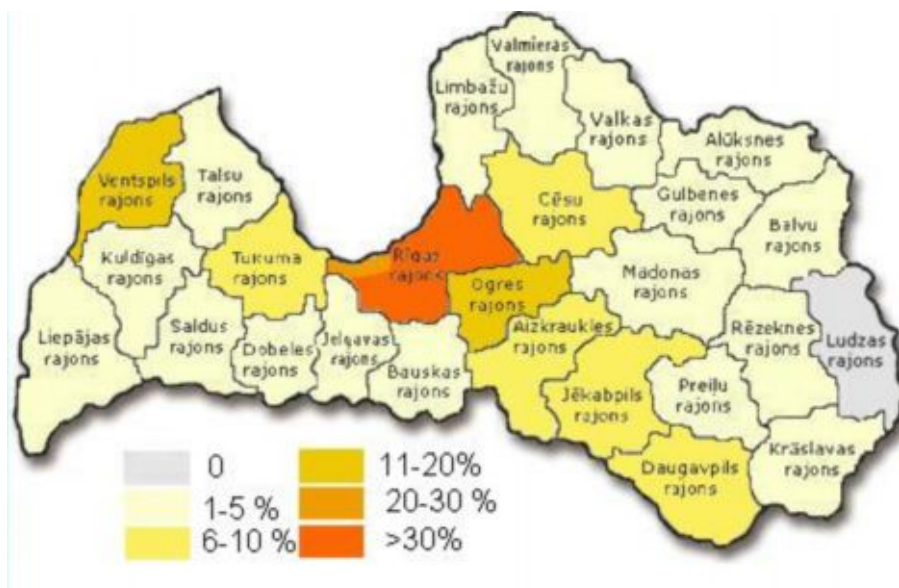 Valmieras
rajons
Limbažu
rajons
Valkas
rajons
Alūksnes
rajons
Ventspils
rajons
Talsu
rajons
Cēsu
rajons
Gulbenes
rajons
Balvu
rajons
Kuldīgas
rajons
Tukuma
rajons
Rīgas
rajons
Ogres
rajons
Madonas
rajons
Liepājas
rajons
Saldus
rajons
Dobeles
rajons
Jelgavas
rajons
Bauskas
rajons
Aizkraukles
rajons
Rēzeknes
rajons
Ludzas
rajons
Jēkabpils
rajons
Preiļu
rajons
Daugavpils
rajons
Krāslavas
rajons
0
1-5 %
6-10 %
11-20%
20-30 %
>30%